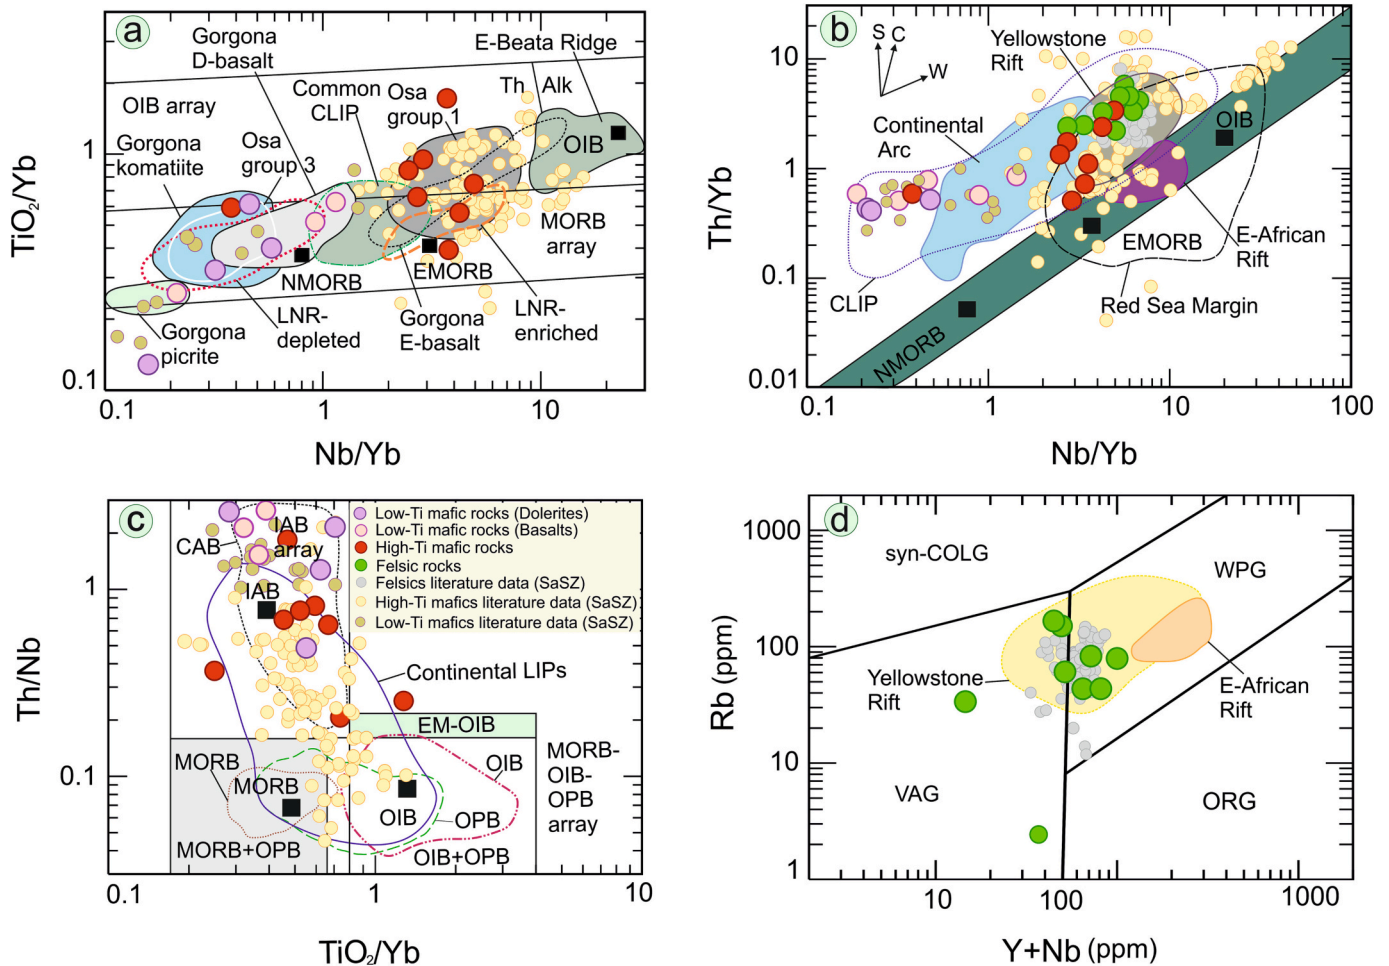 a
Gorgona
D-basalt
E-Beata Ridge
OIB array
Common
CLIP
Osa
group 1
Th
Alk
Gorgona
komatiite
Osa
group 3
OIB
MORB
array
NMORB
EMORB
Gorgona
picrite
LNR-
depleted
Gorgona
E-basalt
LNR-
enriched
TiO2/Yb
1
0.1
0.1
1
10
Nb/Yb
b
S
C
W
Yellowstone
Rift
Continental
Arc
OIB
EMORB
E-African
Rift
CLIP
Red Sea Margin
NMORB
Th/Yb
10
1
0.1
0.01
0.1
1
10
100
Nb/Yb
c
CAB
IAB
array
IAB
Low-Ti mafic rocks (Dolerites)
Low-Ti mafic rocks (Basalts)
High-Ti mafic rocks
Felsic rocks
Felsics literature data (SaSZ)
High-Ti mafics literature data (SaSZ)
Low-Ti mafics literature data (SaSZ)
Continental LIPs
EM-OIB
MORB
MORB
OIB
OIB
OPB
MORB-
OIB-
OPB
array
MORB+OPB
OIB+OPB
Th/Nb
1
0.1
0.1
1
10
TiO2/Yb
d
syn-COLG
WPG
Yellowstone
Rift
E-African
Rift
VAG
ORG
Rb (ppm)
1000
100
10
1
10
100
1000
Y+Nb (ppm)